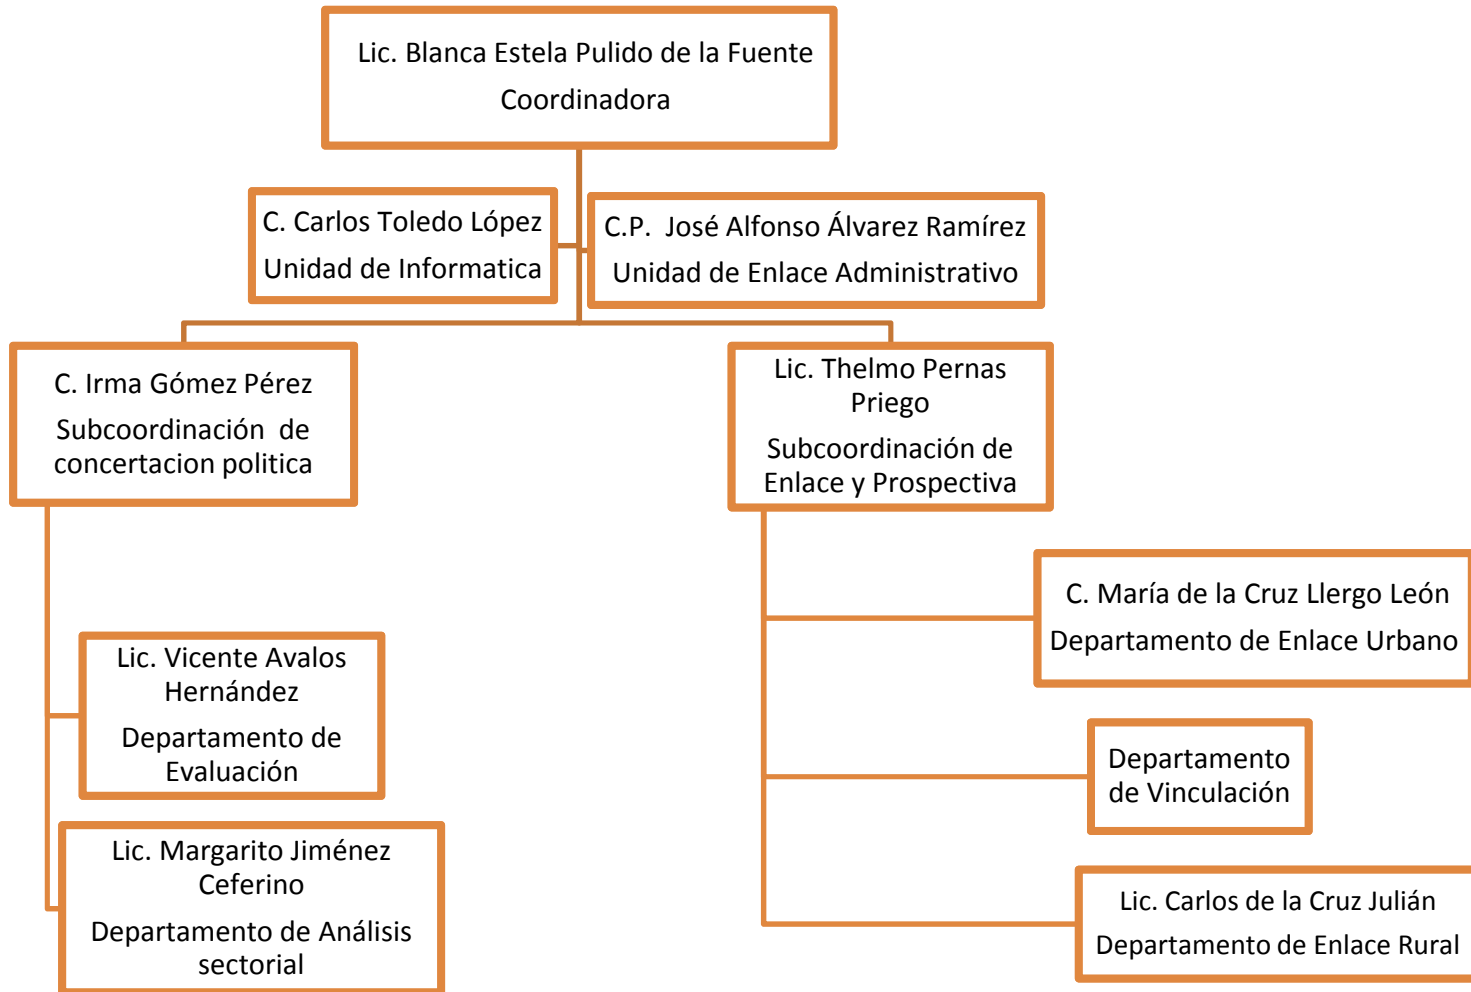 Lic. Blanca Estela Pulido de la Fuente
Coordinadora
C. Carlos Toledo López
Unidad de Informatica
C.P.  José Alfonso Álvarez Ramírez
Unidad de Enlace Administrativo
C. Irma Gómez Pérez
Subcoordinación  de
concertacion politica
Lic. Thelmo Pernas
Priego
Subcoordinación de
Enlace y Prospectiva
Lic. Vicente Avalos
Hernández
Departamento de
Evaluación
Lic. Margarito Jiménez
Ceferino
Departamento de Análisis
sectorial
C. María de la Cruz Llergo León
Departamento de Enlace Urbano
Departamento
de Vinculación
Lic. Carlos de la Cruz Julián
Departamento de Enlace Rural